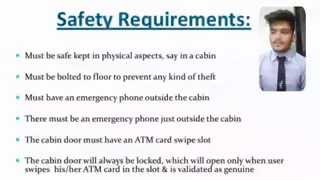 Safety Requirements:
Must be safe kept in physical aspects, say in a cabin
Must be bolted to floor to prevent any kind of theft
Must have an emergency phone outside the cabin
There must be an emergency phone just outside the cabin
The cabin door must have an ATM card swipe slot
The cabin door will always be locked, which will open only when user
swipes his/her ATM card in the slot & is validated as genuine